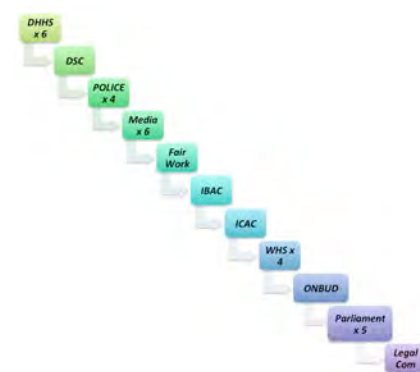 DHHS
x 6
DSC
POLICE
x 4
Media
x 6
Fair
Work
IBAC
ICAC
WHS x
4
ONBUD
Parliament
x 5
Legal
Com